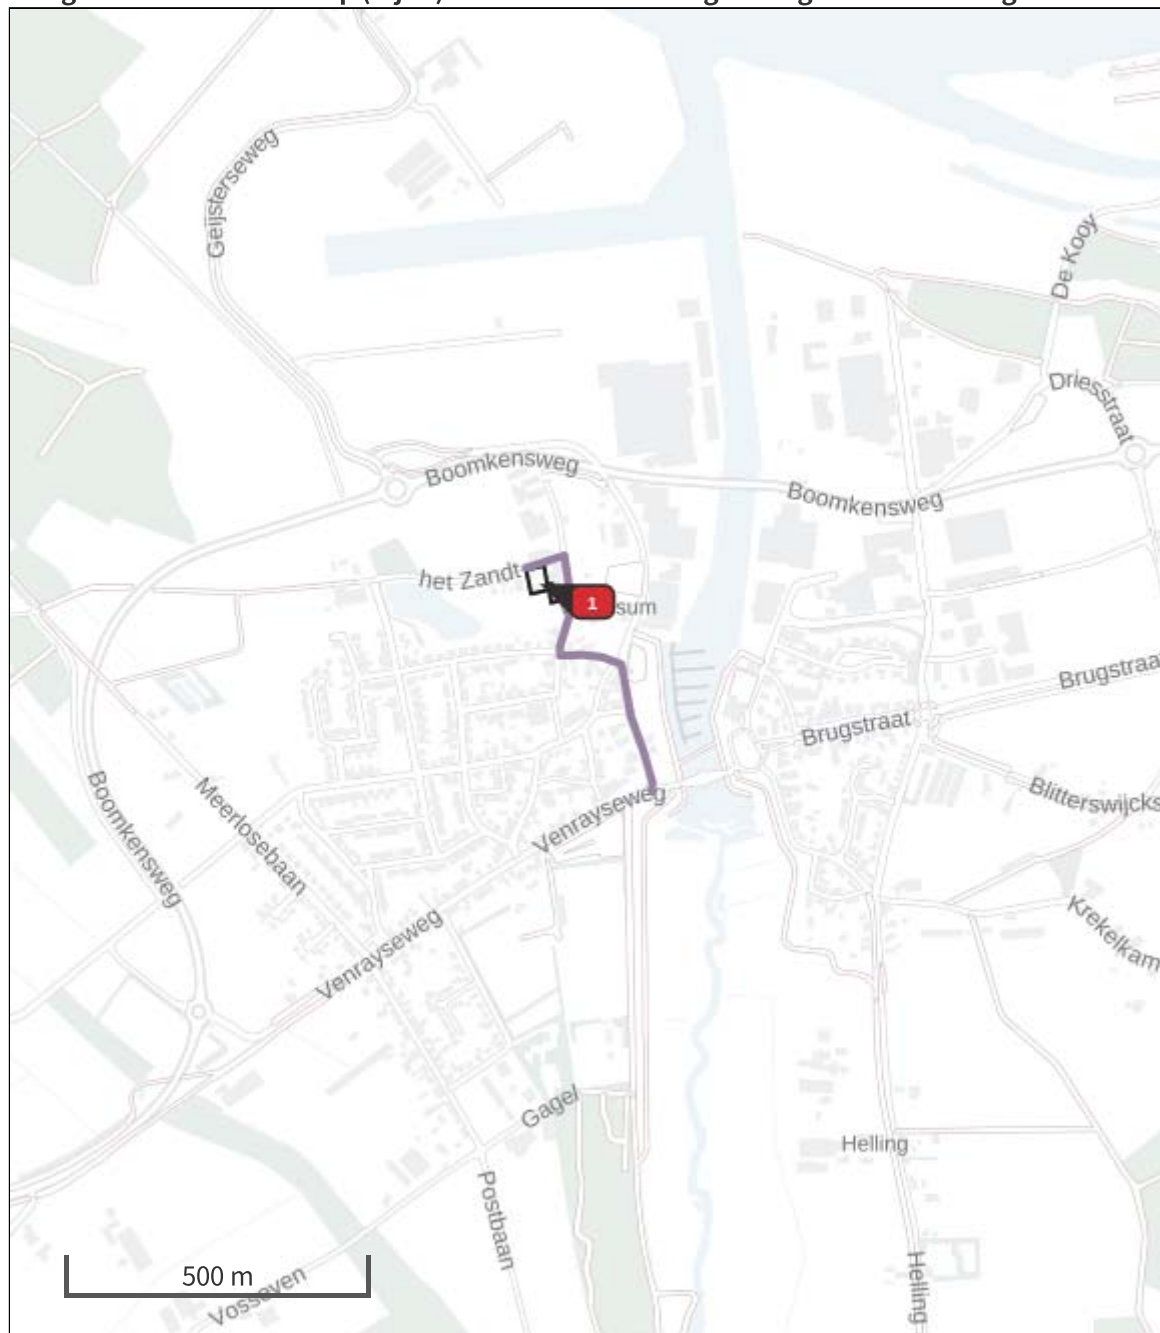 Geijsterseweg
De Kooy
Driesstraat
Boomkensweg
Boomkensweg
het Zandt
1
sum
Brugstraa
Brugstraat
Boomkensweg
Meerlosebaan
Venrayseweg
Blitterswijcks
Venrayseweg
Krekelkam
Gagel
Helling
Postbaan
Helling
500 m
Vosseven